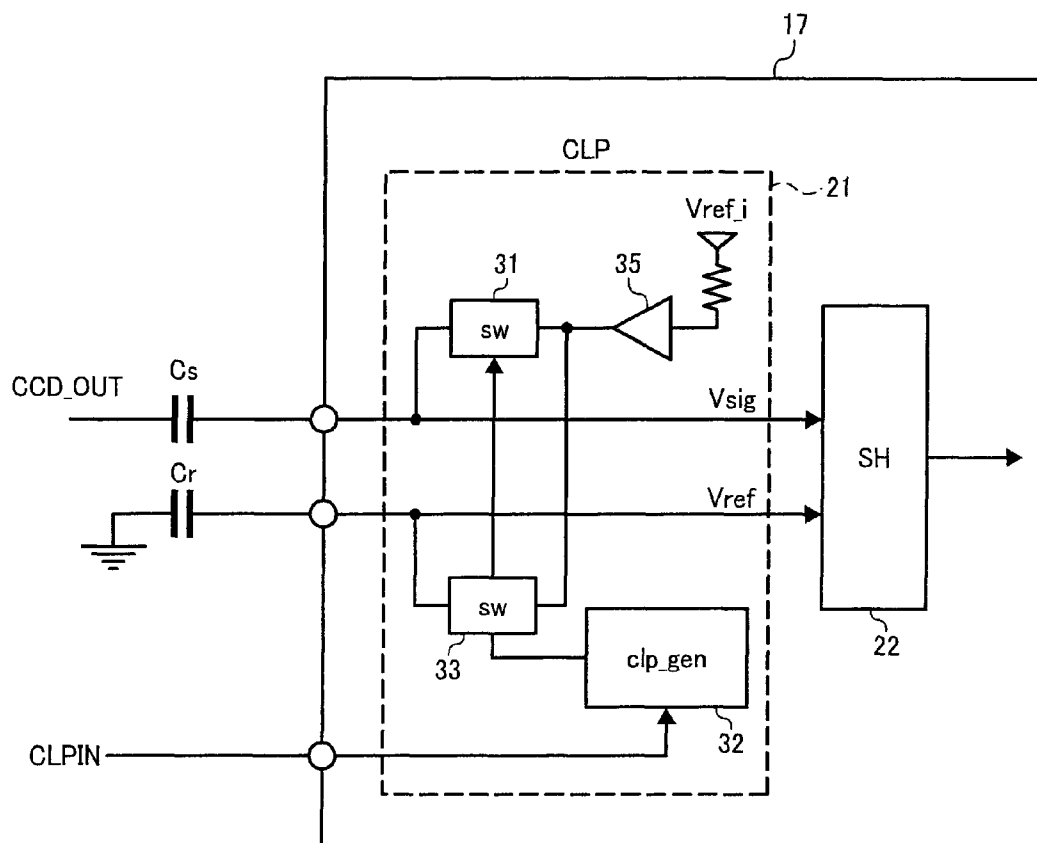 17
CLP
21
Vref_i
31
35
sw
CCD_OUT
Cs
Vsig
SH
Cr
Vref
sw
33
clp_gen
22
32
CLPIN